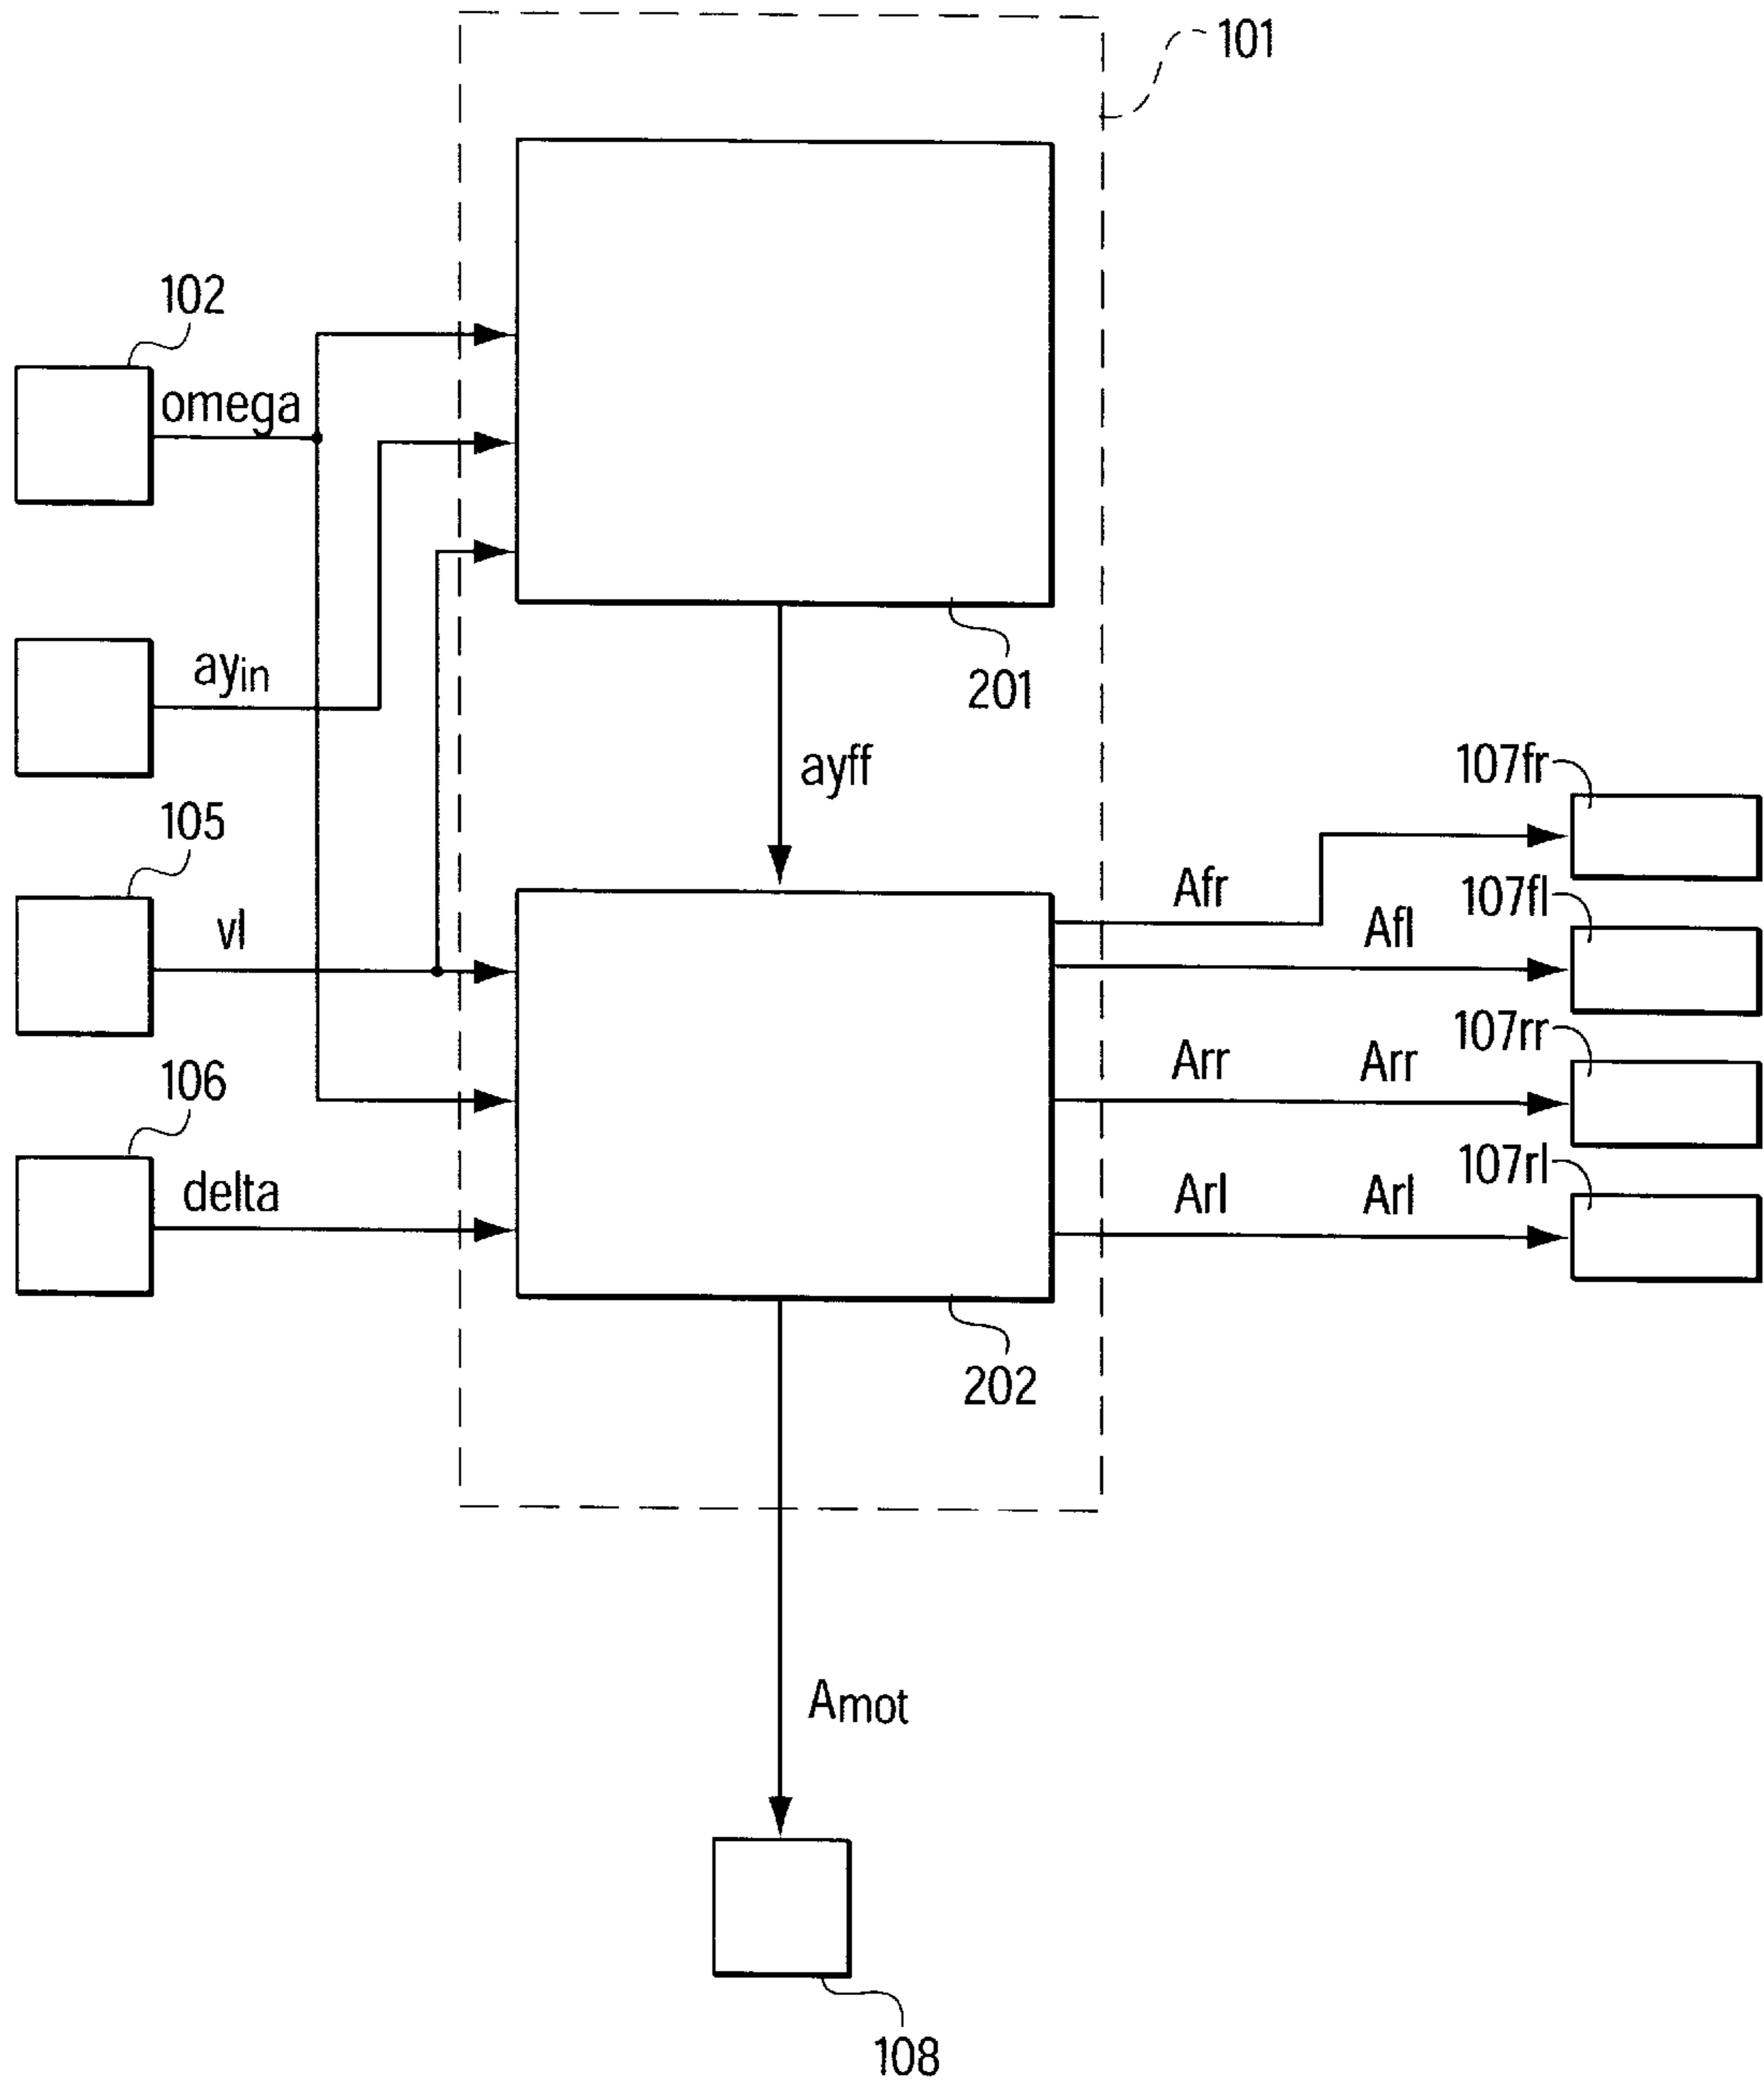 101
102
omega
201
ayin
ayff
107fr
105
Afr
107fl
vl
Afl
107rr
106
Arr
Arr
107rl
delta
Arl
Arl
202
Amot
108